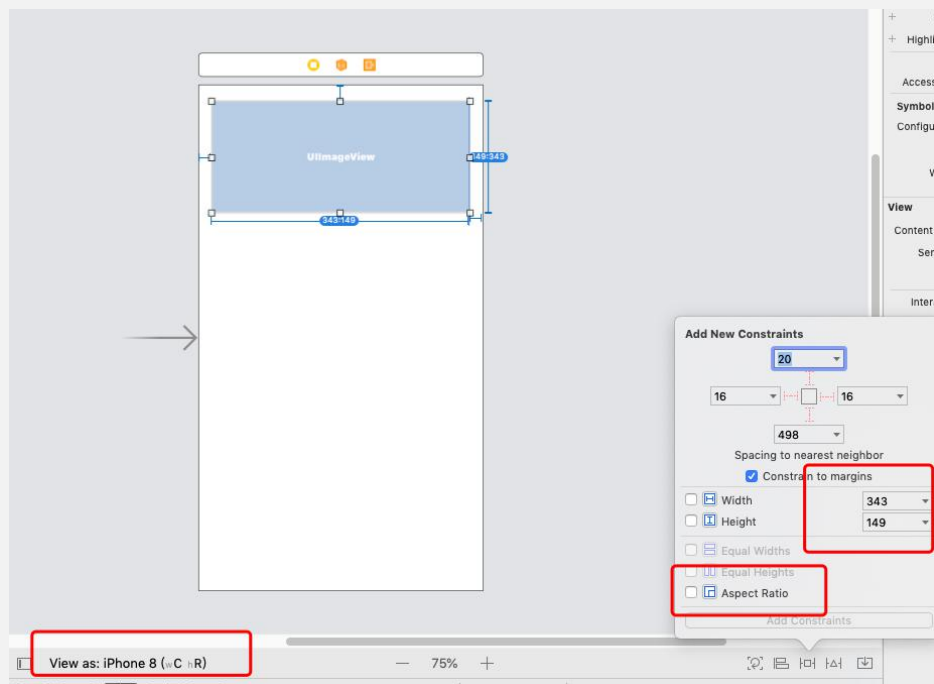 Highli
UIImageView
149:343
343:149
Access
Symbol
Configu
W
View
Content
Ser
Inter
Add New Constraints
20
16
16
498
Spacing to nearest neighbor
Constrain to margins
Width
343
Height
149
Equal Widths
Equal Heights
Aspect Ratio
Add Constraints
View as: iPhone 8 (wC hR)
75%